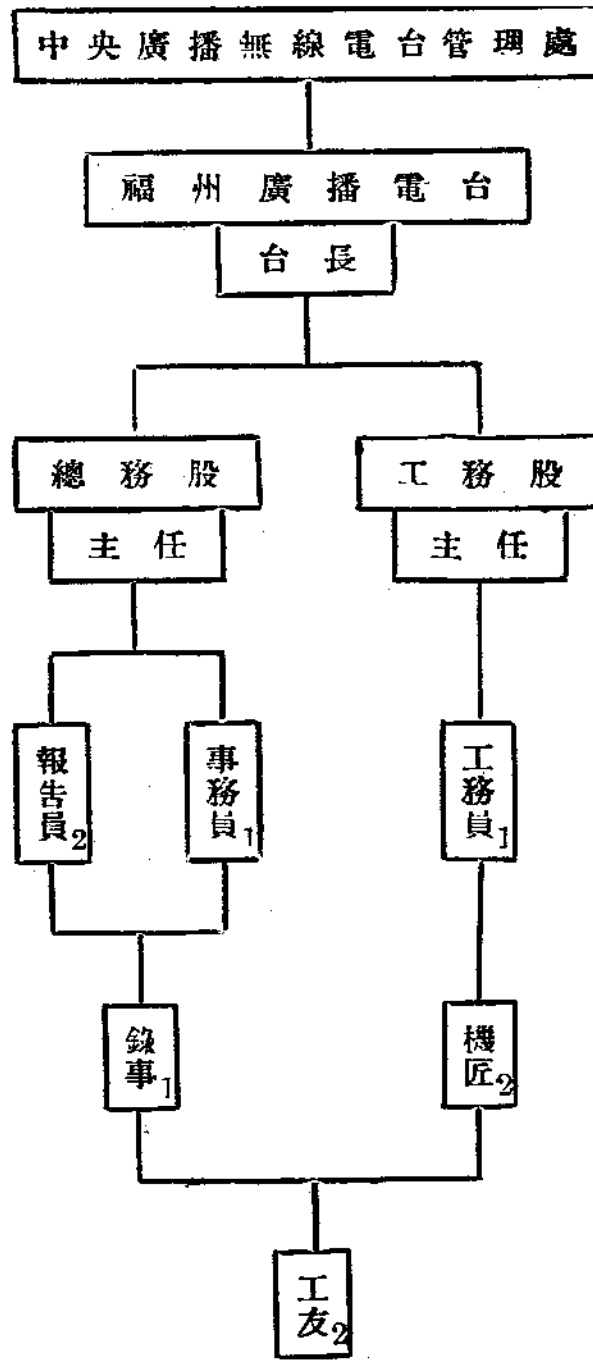 中央廣播無線電台管理處
福州廣播電台
台長
總務股
工務股
主任
主任
報告員2
事務員1
工務員1
錄事1
機匠2
工友2